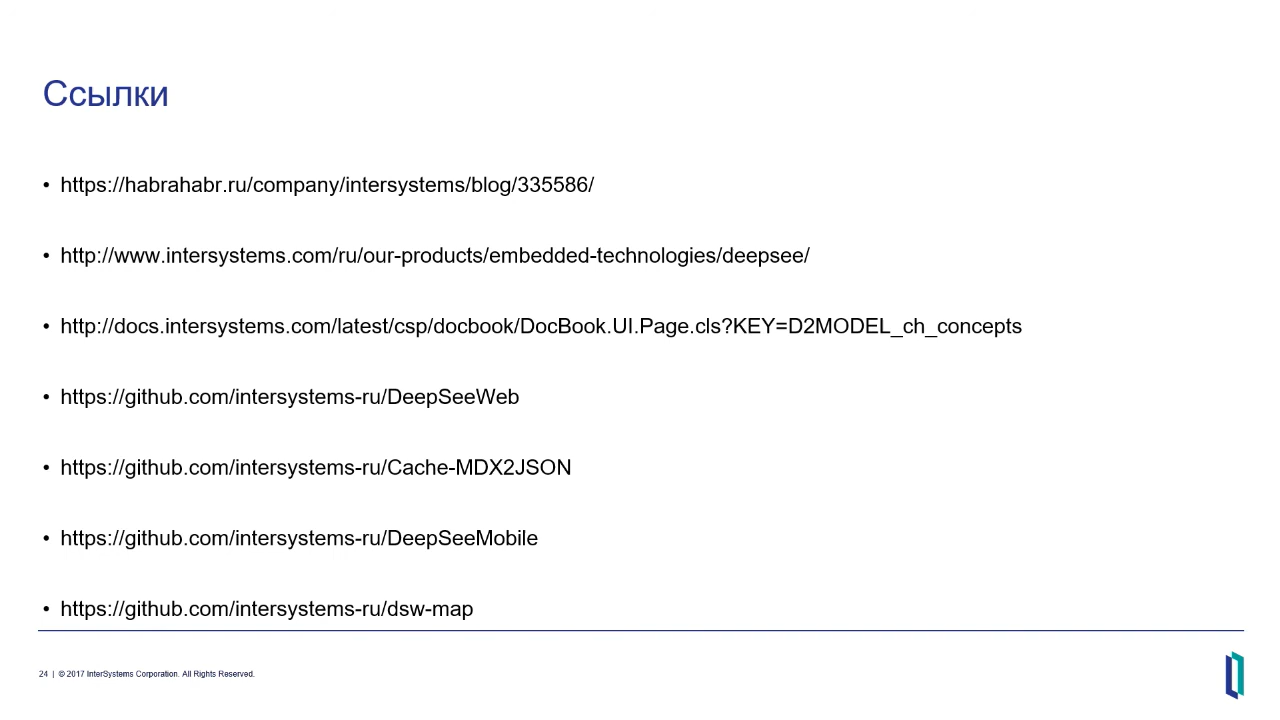 Ссылки
• https://habrahabr.ru/company/intersystems/blog/335586/
• http://www.intersystems.com/ru/our-products/embedded-technologies/deepsee/
• http://docs.intersystems.com/latest/csp/docbook/DocBook.UI.Page.cls?KEY=D2MODEL_ch_concepts
• https://github.com/intersystems-ru/DeepSeeWeb
• https://github.com/intersystems-ru/Cache-MDX2JSON
• https://github.com/intersystems-ru/DeepSeeMobile
• https://github.com/intersystems-ru/dsw-map
24 | © 2017 InterSystems Corporation. All Rights Reserved.